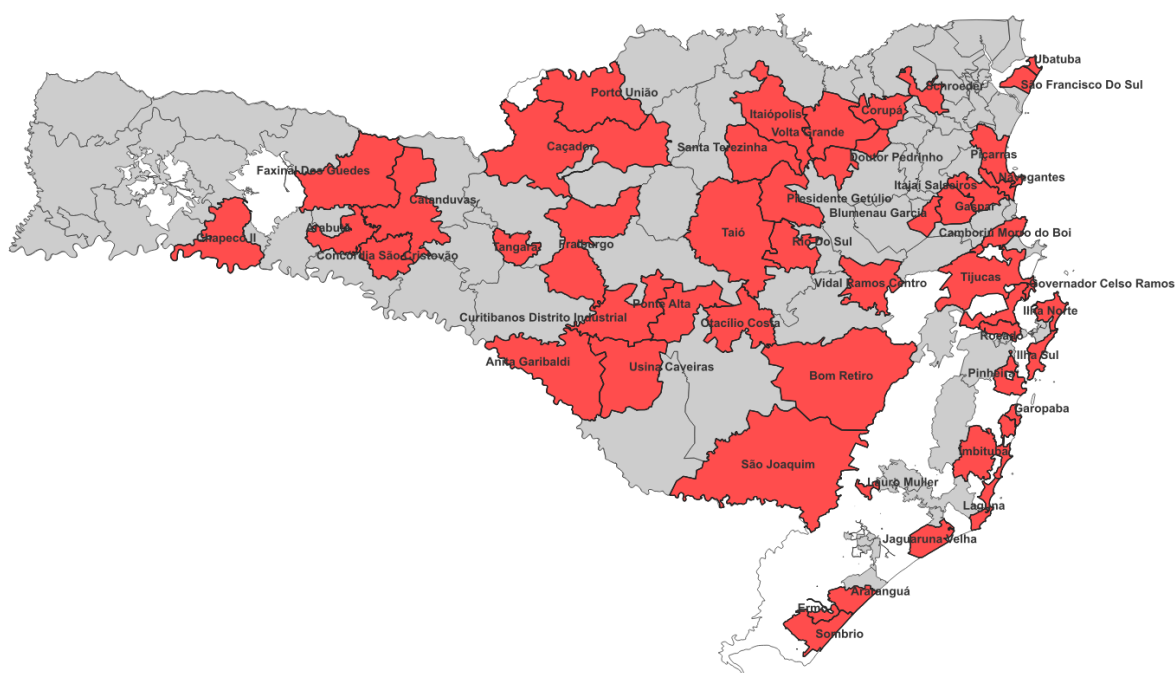 Ubatuba
São Francisco Do Sul
Schroeder
Porto União
Itaiópolis
Corupá
Volta Grande
Caçador
Santa Terezinha
Doutor Pedrinho
Piçarras
Faxinal Dos Guedes
Navegantes
Itajaí Salseiros
Catanduvas
Presidente Getúlio
Gaspar
Blumenau Garcia
Arabutã
Taió
Camboriú Morro do Boi
Chapecó II
Tangará
Fraiburgo
Rio Do Sul
Concórdia São Cristovão
Tijucas
Vidal Ramos Centro
Governador Celso Ramos
Ponte Alta
Ilha Norte
Curitibanos Distrito Industrial
Otacílio Costa
Roçado
Ilha Sul
Anita Garibaldi
Usina Caveiras
Bom Retiro
Pinheira
Garopaba
Imbituba
São Joaquim
Lauro Muller
Laguna
Jaguaruna Velha
Araranguá
Ermo
Sombrio